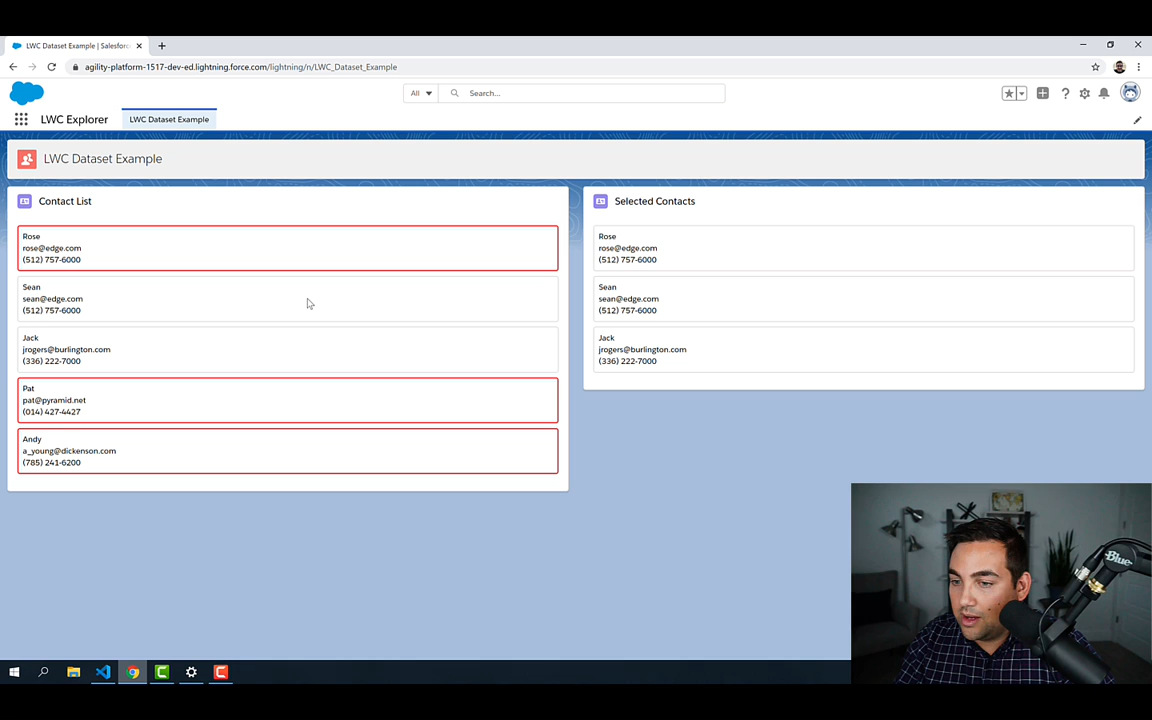 LWC Dataset Example | Salesforc
agility-platform-1517-dev-ed.lightning.force.com/lightning/n/LWC_Dataset_Example
All
Search...
LWC Explorer
LWC Dataset Example
LWC Dataset Example
Contact List
Rose
rose@edge.com
(512) 757-6000
Sean
sean@edge.com
(512) 757-6000
Jack
jrogers@burlington.com
(336) 222-7000
Pat
pat@pyramid.net
(014) 427-4427
Andy
a_young@dickenson.com
(785) 241-6200
Selected Contacts
Rose
rose@edge.com
(512) 757-6000
Sean
sean@edge.com
(512) 757-6000
Jack
jrogers@burlington.com
(336) 222-7000
Blue